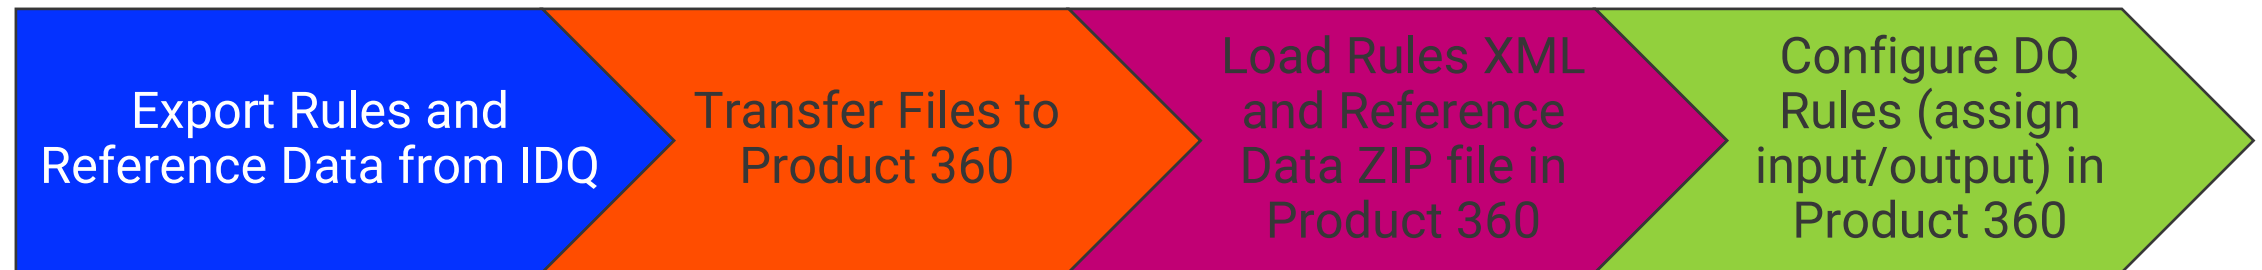 Export Rules and
Reference Data from IDQ
Transfer Files to
Product 360
Load Rules XML
and Reference
Data ZIP file in
Product 360
Configure DQ
Rules (assign
input/output) in
Product 360